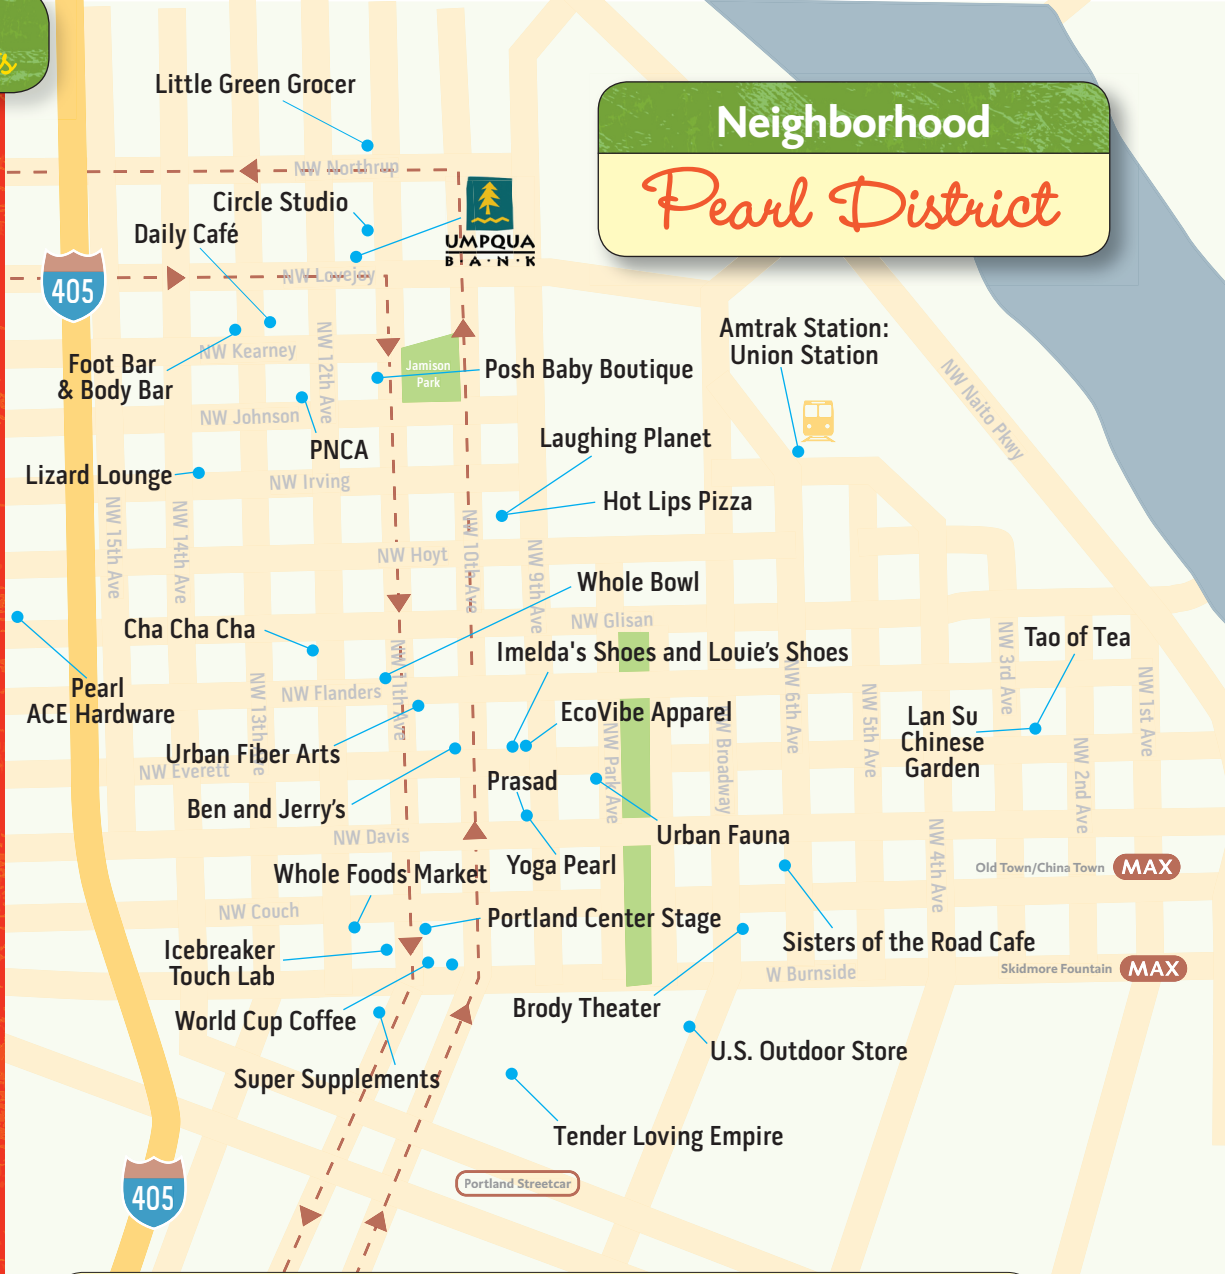 s
Little Green Grocer
Neighborhood
Pearl District
NW Northrup
Circle Studio
Daily Café
UMPQUA
B·A·N·K
NW Lovejoy
405
Amtrak Station:
Union Station
NW Kearney
NW 12th Ave
Foot Bar
& Body Bar
Jamison
Park
Posh Baby Boutique
NW Naito Pkwy
NW Johnson
PNCA
Laughing Planet
Lizard Lounge
NW Irving
Hot Lips Pizza
NW 15th Ave
NW 14th Ave
NW Hoyt
NW 10th Ave
NW 9th Ave
Whole Bowl
NW Glisan
Cha Cha Cha
Imelda's Shoes and Louie's Shoes
NW 3rd Ave
Tao of Tea
Pearl
ACE Hardware
NW 13th Ave
NW Flanders
NW 11th Ave
EcoVibe Apparel
NW 6th Ave
NW 5th Ave
Lan Su
Chinese
Garden
NW 1st Ave
Urban Fiber Arts
NW Everett
Prasad
NW Park Ave
NW Broadway
NW 2nd Ave
Ben and Jerry's
NW Davis
Urban Fauna
Whole Foods Market
Yoga Pearl
NW 4th Ave
Old Town/China Town MAX
NW Couch
Portland Center Stage
Sisters of the Road Cafe
Icebreaker
Touch Lab
W Burnside
Skidmore Fountain MAX
World Cup Coffee
Brody Theater
U.S. Outdoor Store
Super Supplements
Tender Loving Empire
Portland Streetcar
405